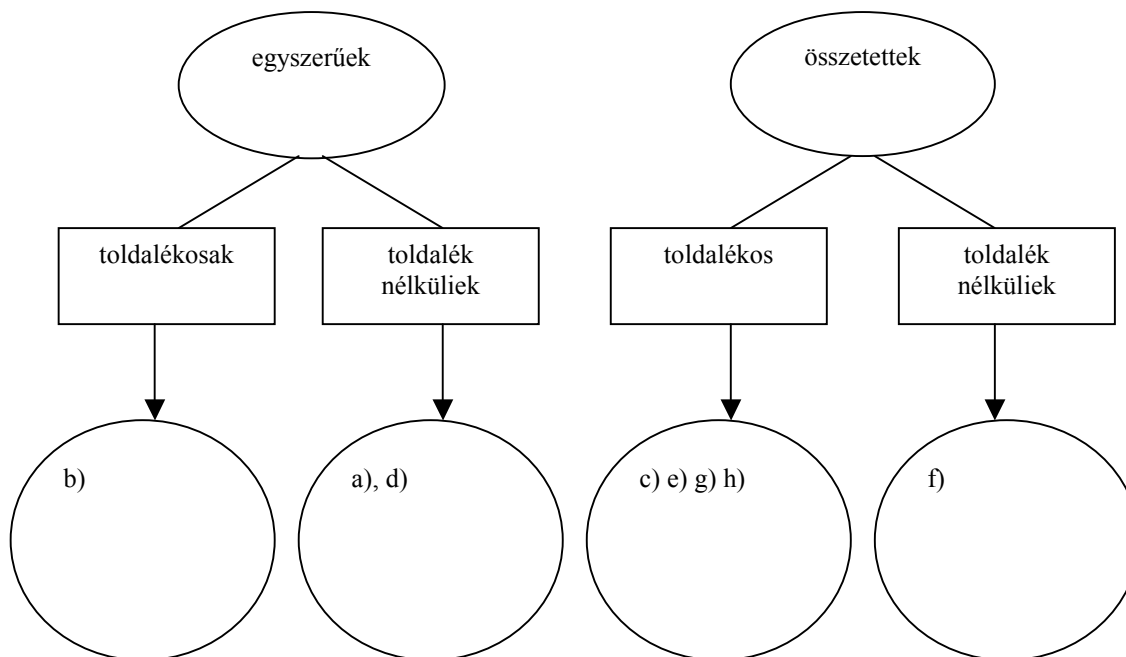 egyszerűek
összetettek
toldalékosak
toldalék
nélküliek
toldalékos
toldalék
nélküliek
b)
a), d)
c) e) g) h)
f)